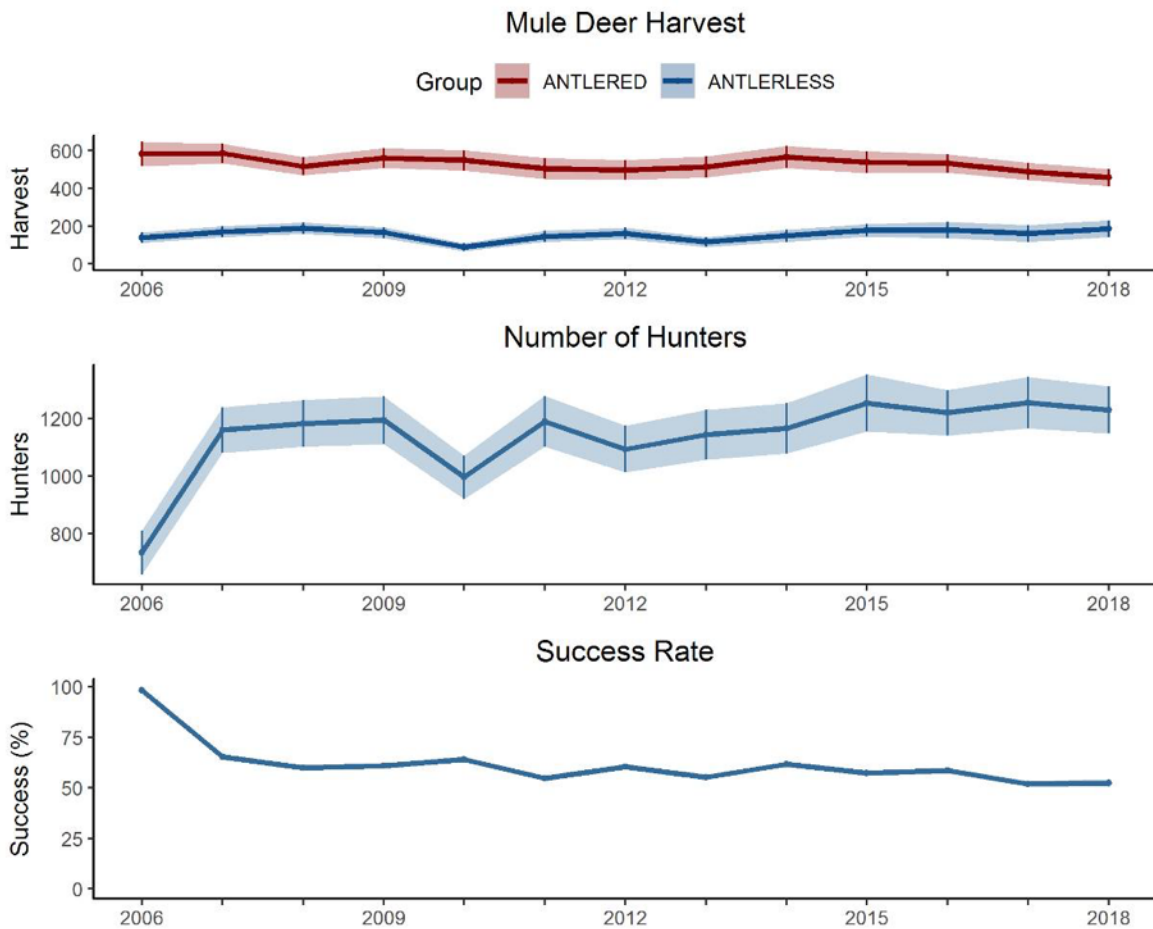 Mule Deer Harvest
Group ANTLERED ANTLERLESS
Harvest
600
400
200
0
2006 2009 2012 2015 2018
Number of Hunters
Hunters
1200
1000
800
2006 2009 2012 2015 2018
Success Rate
Success (%)
100
75
50
25
0
2006 2009 2012 2015 2018